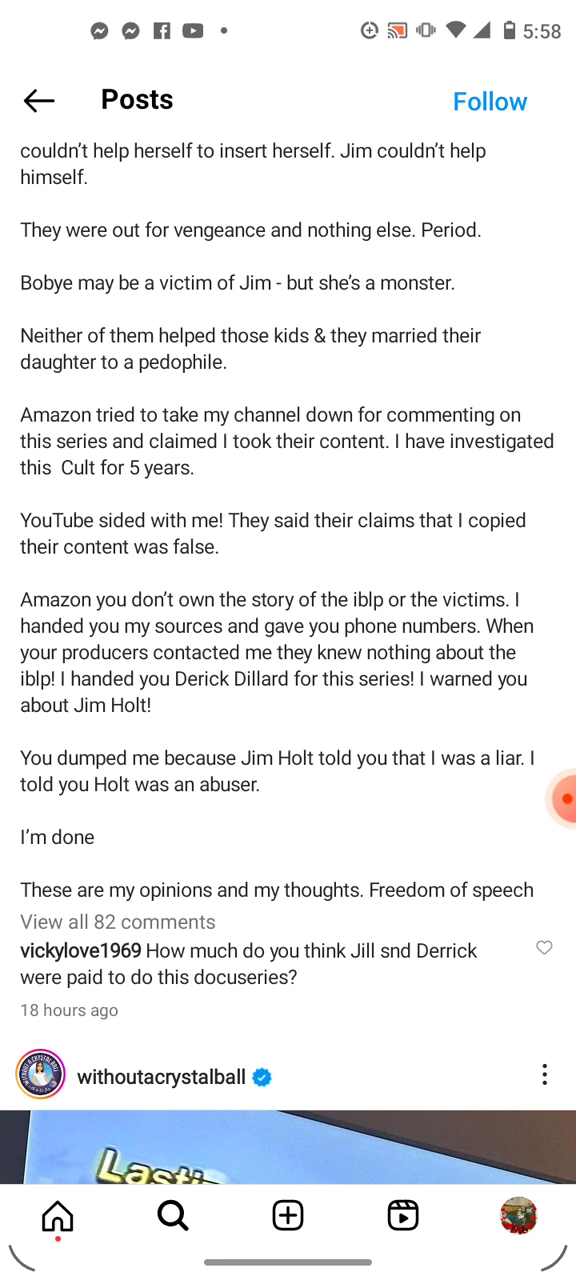 5:58
Posts
Follow
couldn’t help herself to insert herself. Jim couldn’t help
himself.
They were out for vengeance and nothing else. Period.
Bobye may be a victim of Jim - but she’s a monster.
Neither of them helped those kids & they married their
daughter to a pedophile.
Amazon tried to take my channel down for commenting on
this series and claimed I took their content. I have investigated
this  Cult for 5 years.
YouTube sided with me! They said their claims that I copied
their content was false.
Amazon you don’t own the story of the iblp or the victims. I
handed you my sources and gave you phone numbers. When
your producers contacted me they knew nothing about the
iblp! I handed you Derick Dillard for this series! I warned you
about Jim Holt!
You dumped me because Jim Holt told you that I was a liar. I
told you Holt was an abuser.
I’m done
These are my opinions and my thoughts. Freedom of speech
View all 82 comments
vickylove1969 How much do you think Jill snd Derrick
were paid to do this docuseries?
18 hours ago
withoutacrystalball